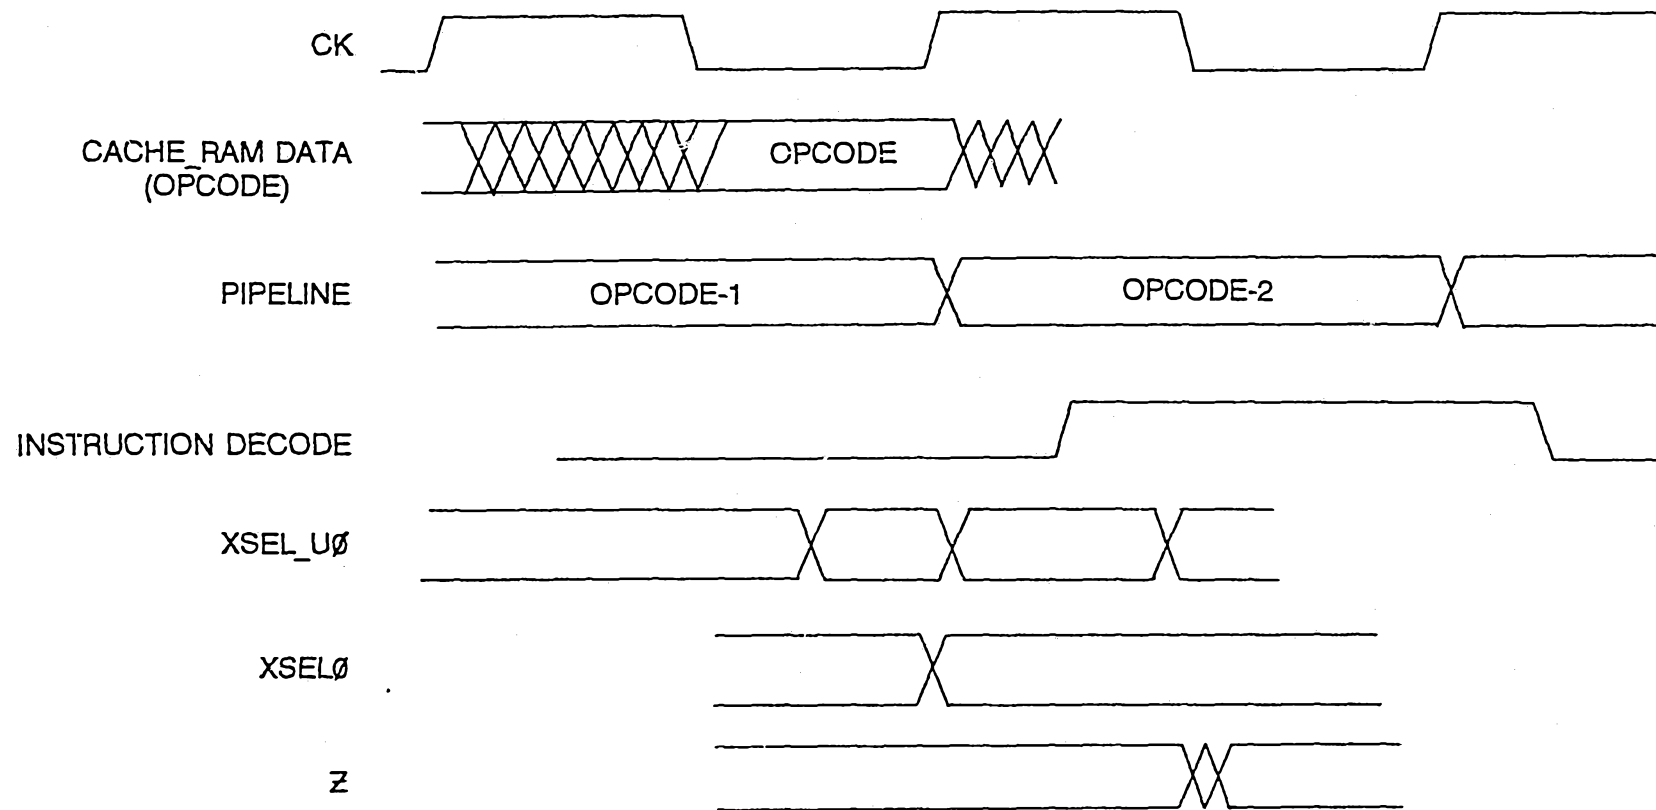 CK
CACHE_RAM DATA
(OPCODE)
OPCODE
PIPELINE
OPCODE-1
OPCODE-2
INSTRUCTION DECODE
XSEL_UØ
XSELØ
Z